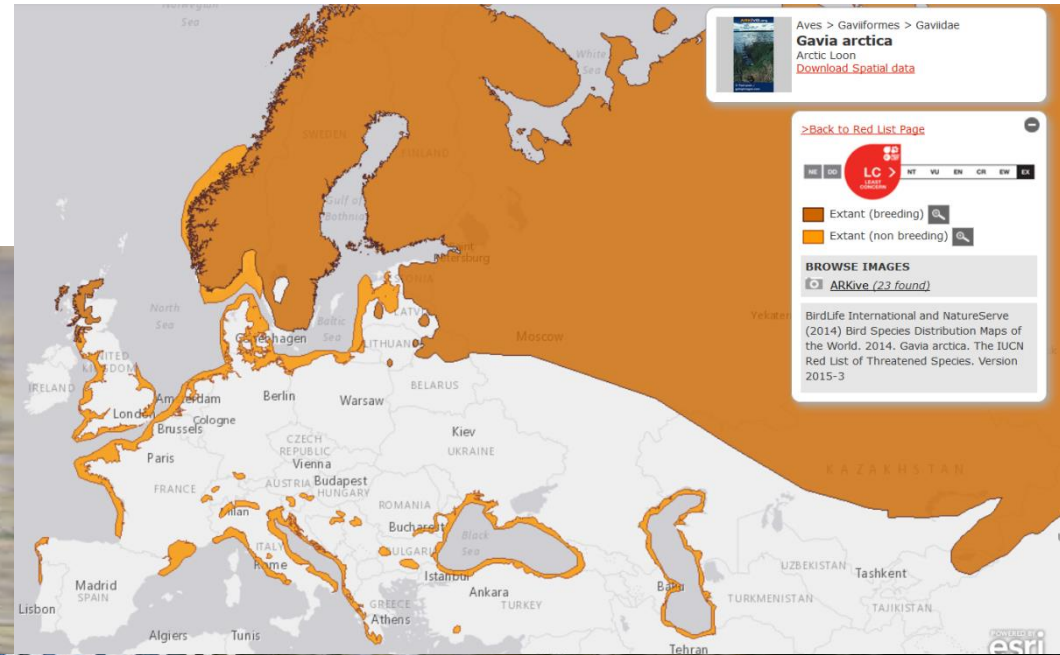 Norwegian
Sea
White
Sea
SWEDEN
FINLAND
Gulf of
Bothnia
Saint
Petersburg
ESTONIA
North
Sea
Baltic
Sea
LATVIA
Moscow
Yekaterin
Copenhagen
LITHUANIA
UNITED
KINGDOM
IRELAND
BELARUS
Amsterdam
Berlin
Warsaw
London
Cologne
Brussels
Kiev
CZECH
REPUBLIC
UKRAINE
Paris
Vienna
KAZAKHSTAN
FRANCE
AUSTRIA
Budapest
HUNGARY
Milan
ROMANIA
Bucharest
Black
Sea
ITALY
BULGARIA
Rome
UZBEKISTAN
Tashkent
Istanbul
Madrid
SPAIN
Ankara
Baku
TURKMENISTAN
Lisbon
GREECE
TURKEY
TAJIKISTAN
Athens
Algiers
Tunis
Tehran
POWERED BY
esri
Aves > Gaviiformes > Gaviidae
Gavia arctica
Arctic Loon
Download Spatial data
>Back to Red List Page
NE DD LC > NT VU EN CR EW EX
LEAST
CONCERN
Extant (breeding)
Extant (non breeding)
BROWSE IMAGES
ARKive (23 found)
BirdLife International and NatureServe
(2014) Bird Species Distribution Maps of
the World. 2014. Gavia arctica. The IUCN
Red List of Threatened Species. Version
2015-3